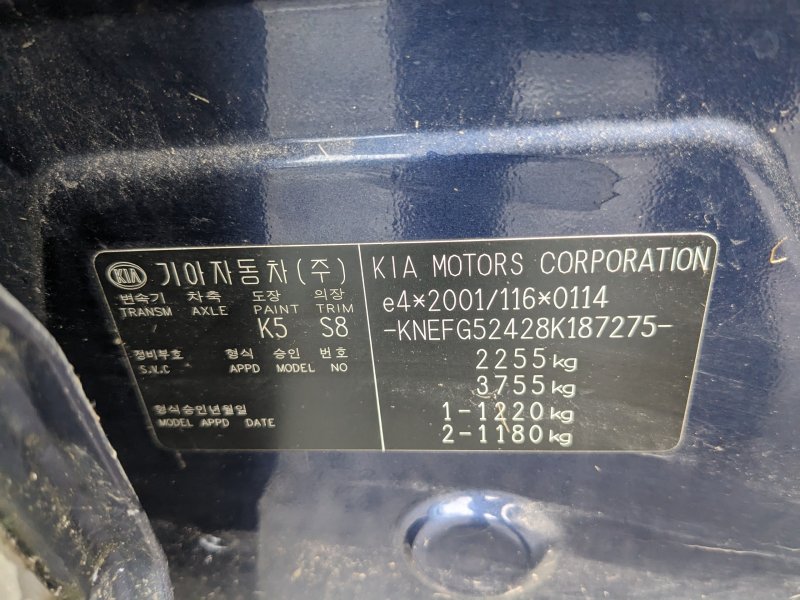 KIA 기아자동차(주)
변속기 차축 도장 의장
TRANSM AXLE PAINT TRIM
/ K5 S8
정비부호 형식 승인 번호
S.V.C APPD MODEL NO
형식승인년월일
MODEL APPD DATE
KIA MOTORS CORPORATION
e4*2001/116*0114
-KNEFG52428K187275-
2255kg
3755kg
1-1220kg
2-1180kg